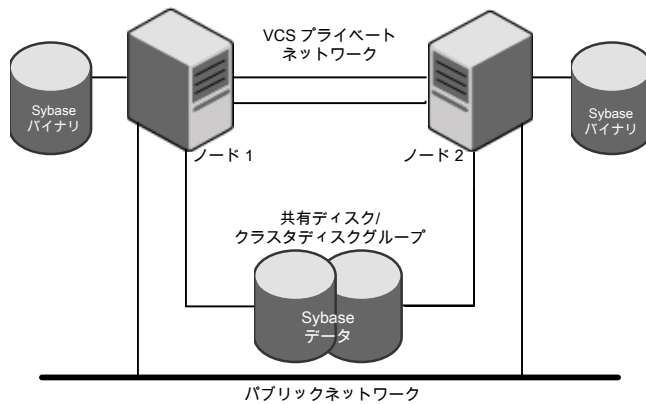 VCS プライベート
ネットワーク
Sybase
バイナリ
Sybase
バイナリ
ノード 1
ノード 2
共有ディスク/
クラスタディスクグループ
Sybase
データ
パブリックネットワーク